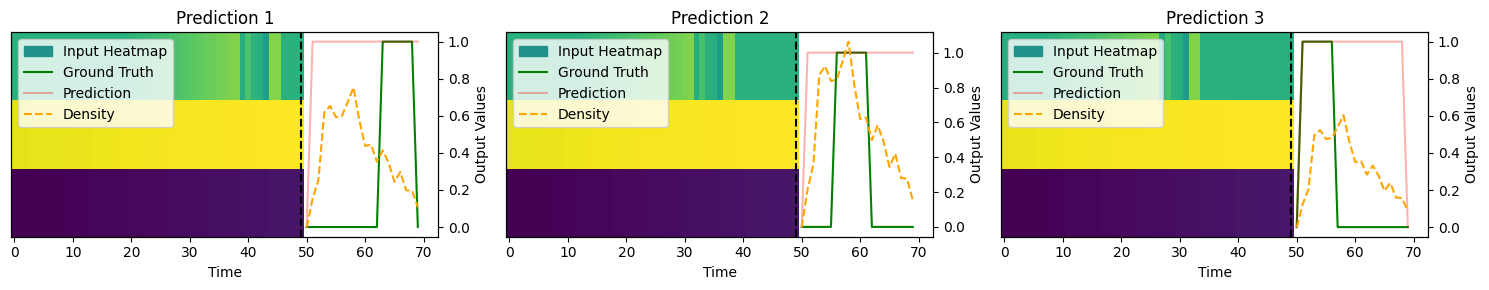 Prediction 1
Input Heatmap
Ground Truth
Prediction
Density
1.0
0.8
0.6
0.4
0.2
0.0
Output Values
0 10 20 30 40 50 60 70
Time
Prediction 2
Input Heatmap
Ground Truth
Prediction
Density
1.0
0.8
0.6
0.4
0.2
0.0
Output Values
0 10 20 30 40 50 60 70
Time
Prediction 3
Input Heatmap
Ground Truth
Prediction
Density
1.0
0.8
0.6
0.4
0.2
0.0
Output Values
0 10 20 30 40 50 60 70
Time